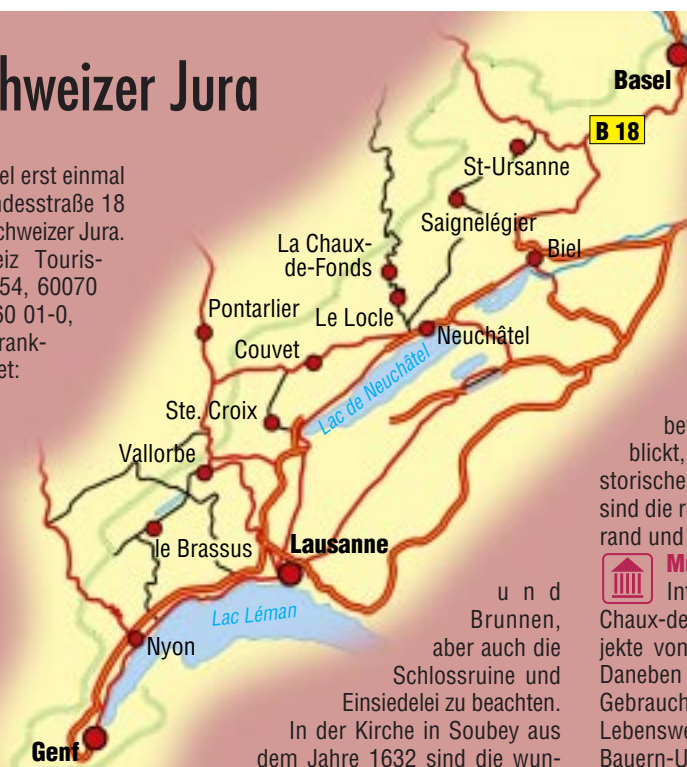 hweizer Jura
el erst einmal
ndesstraße 18
chweizer Jura.
eiz Touris-
54, 60070
60 01-0,
rank-
et:
Basel
B 18
St-Ursanne
Saignelégier
La Chaux-
de-Fonds
Biel
Pontarlier
Le Locle
Neuchâtel
Couvet
Lac de Neuchâtel
Ste. Croix
Vallorbe
le Brassus
Lausanne
Lac Léman
Nyon
Genf
und
Brunnen,
aber auch die
Schlossruine und
Einsiedelei zu beachten.
In der Kirche in Soubey aus
dem Jahre 1632 sind die wun-
be
blickt,
storische
sind die r
rand und
M
In
Chaux-de
jekte von
Daneben
Gebrauch
Lebenswe
Bauern-U